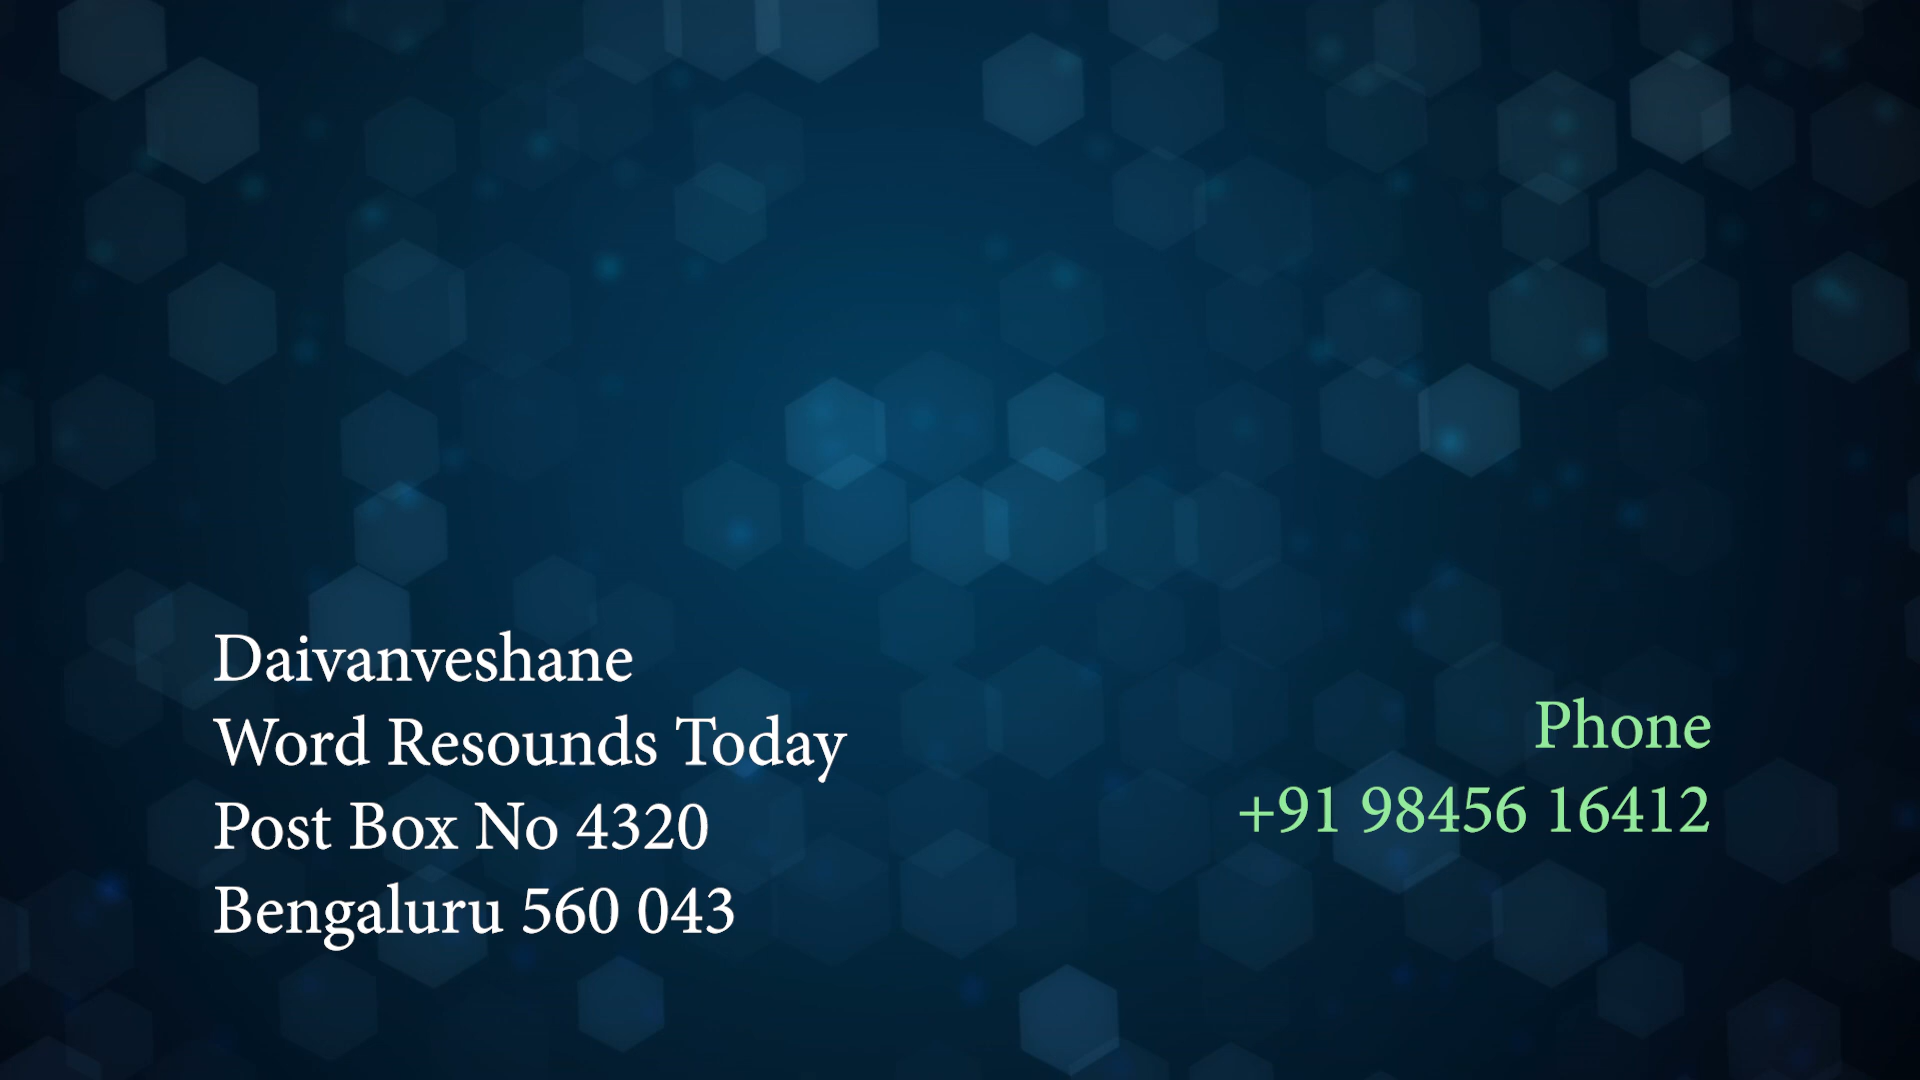 Daivanveshane
Word Resounds Today
Post Box No 4320
Bengaluru 560 043
Phone
+91 98456 16412